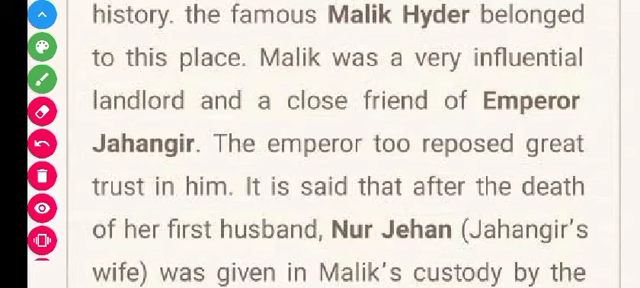 history. the famous Malik Hyder belonged
to this place. Malik was a very influential
landlord and a close friend of Emperor
Jahangir. The emperor too reposed great
trust in him. It is said that after the death
of her first husband, Nur Jehan (Jahangir's
wife) was given in Malik's custody by the